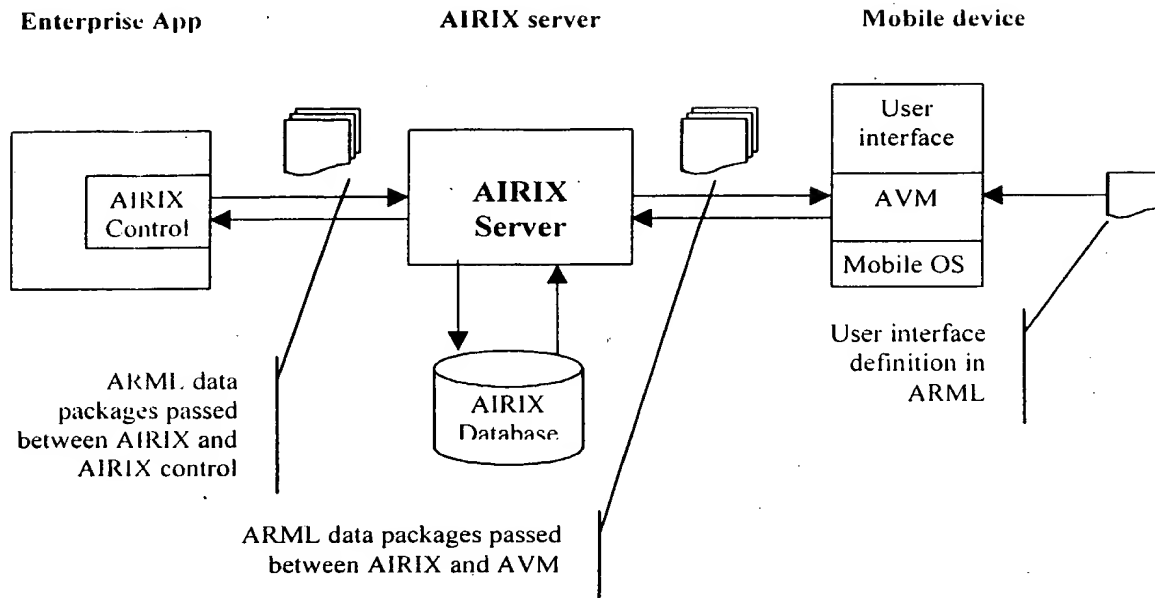 Enterprise App
AIRIX server
Mobile device
User
interface
AIRIX
Control
AIRIX
Server
AVM
Mobile OS
AIRIX
Database
User interface
definition in
ARML
ARML data
packages passed
between AIRIX and
AIRIX control
ARML data packages passed
between AIRIX and AVM